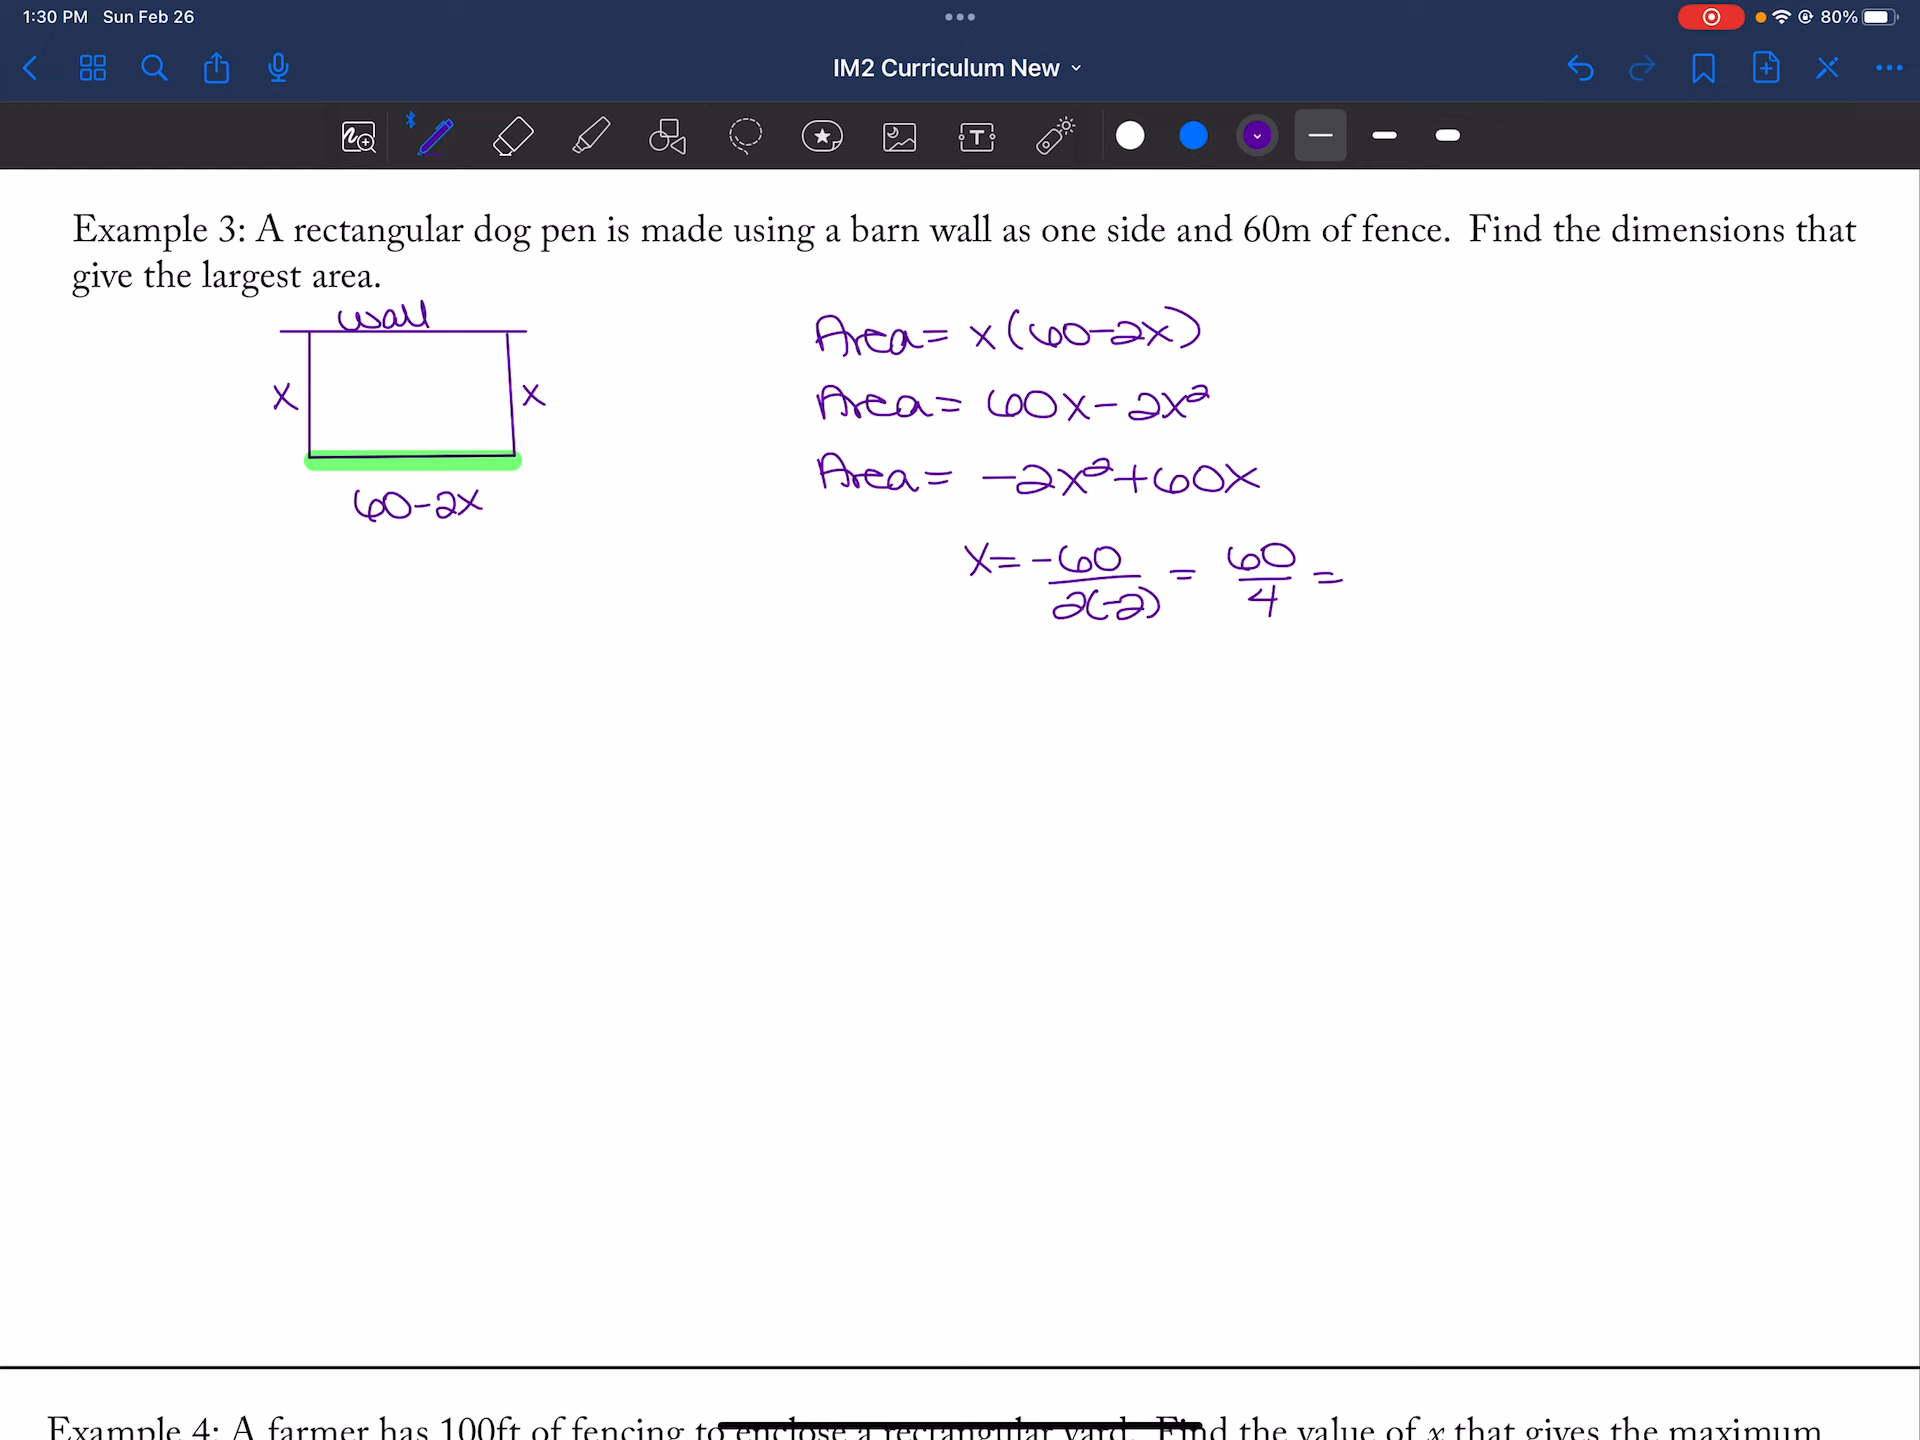 1:30 PM Sun Feb 26
80%
IM2 Curriculum New
Example 3: A rectangular dog pen is made using a barn wall as one side and 60m of fence. Find the dimensions that
give the largest area.
wall
x
x
60-2x
Area = x(60-2x)
Area = 60x - 2x²
Area = -2x² + 60x
x = -60/2(-2) = 60/4 =
Example 4: A farmer has 100ft of fencing to enclose a rectangular yard. Find the value of x that gives the maximum